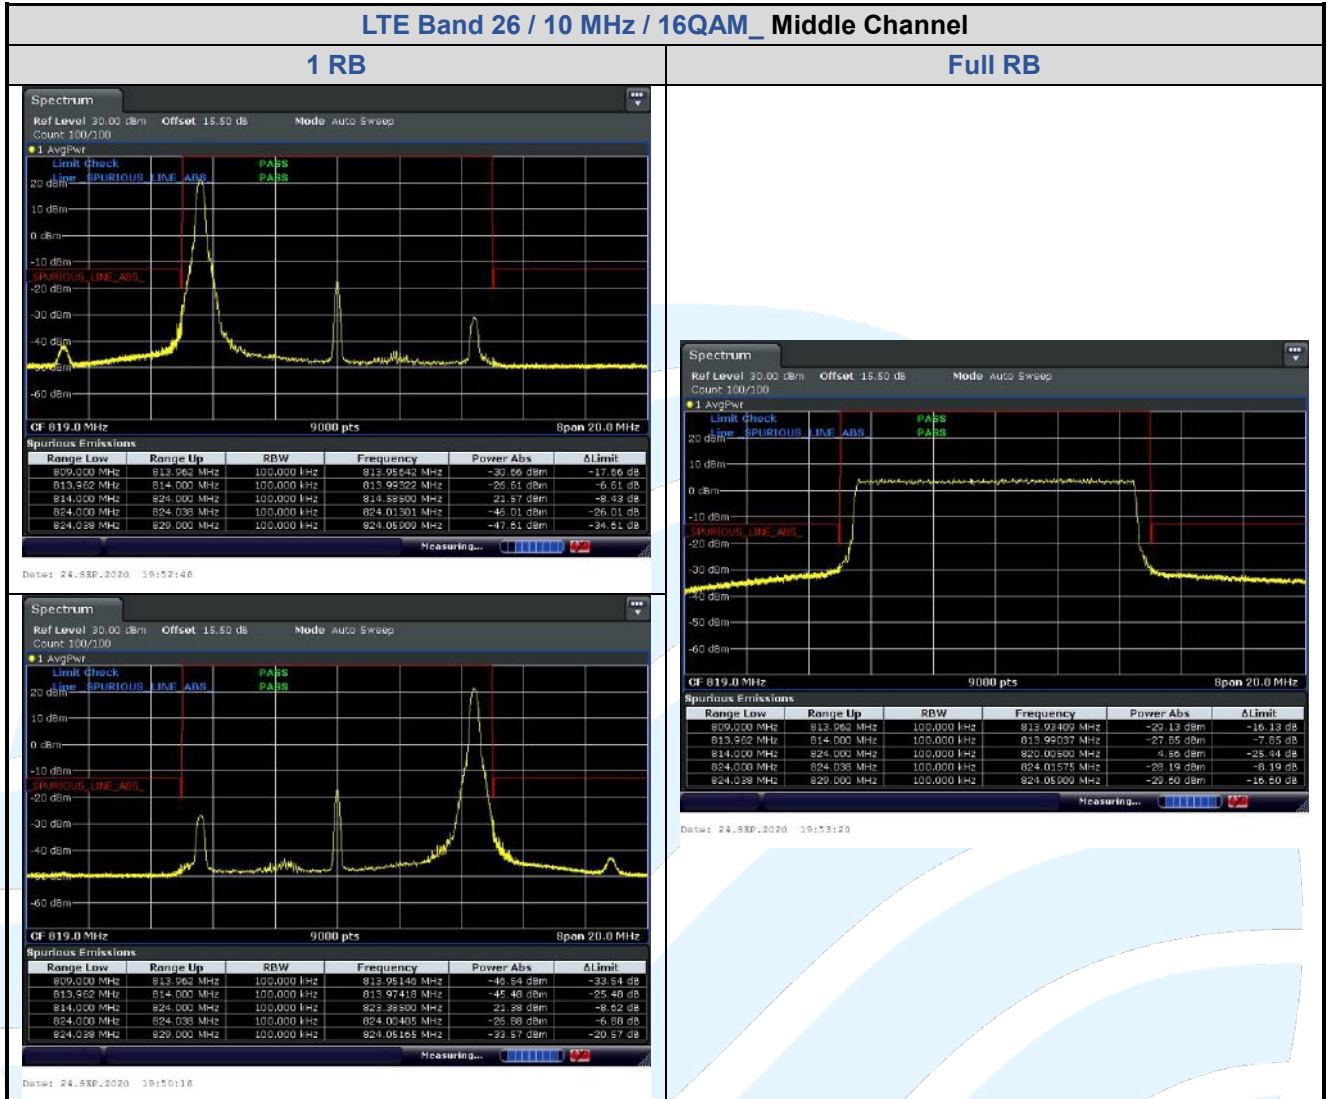 LTE Band 26 / 10 MHz / 16QAM_ Middle Channel
1 RB
Full RB
Spectrum
Ref Level 30.00 dBm Offset 15.50 dB Mode Auto Sweep
Count 100/100
1 AvgPwr
Limit Check PASS
Line _SPURIOUS_LINE_ABS_ PASS
20 dBm
10 dBm
0 dBm
-10 dBm
_SPURIOUS_LINE_ABS_
-20 dBm
-30 dBm
-40 dBm
-50 dBm
-60 dBm
CF 819.0 MHz 9000 pts Span 20.0 MHz
Spurious Emissions
Range Low Range Up RBW Frequency Power Abs ΔLimit
809.000 MHz 813.962 MHz 100.000 kHz 813.95642 MHz -30.66 dBm -17.66 dB
813.962 MHz 814.000 MHz 100.000 kHz 813.99322 MHz -26.61 dBm -6.61 dB
814.000 MHz 824.000 MHz 100.000 kHz 814.58500 MHz 21.57 dBm -8.43 dB
824.000 MHz 824.038 MHz 100.000 kHz 824.01301 MHz -46.01 dBm -26.01 dB
824.038 MHz 829.000 MHz 100.000 kHz 824.05909 MHz -47.61 dBm -34.61 dB
Measuring...
Date: 24.SEP.2020 19:52:46
Spectrum
Ref Level 30.00 dBm Offset 15.50 dB Mode Auto Sweep
Count 100/100
1 AvgPwr
Limit Check PASS
Line _SPURIOUS_LINE_ABS_ PASS
20 dBm
10 dBm
0 dBm
-10 dBm
_SPURIOUS_LINE_ABS_
-20 dBm
-30 dBm
-40 dBm
-50 dBm
-60 dBm
CF 819.0 MHz 9000 pts Span 20.0 MHz
Spurious Emissions
Range Low Range Up RBW Frequency Power Abs ΔLimit
809.000 MHz 813.962 MHz 100.000 kHz 813.95146 MHz -46.54 dBm -33.54 dB
813.962 MHz 814.000 MHz 100.000 kHz 813.97418 MHz -45.48 dBm -25.48 dB
814.000 MHz 824.000 MHz 100.000 kHz 823.38500 MHz 21.38 dBm -8.62 dB
824.000 MHz 824.038 MHz 100.000 kHz 824.00405 MHz -26.88 dBm -6.88 dB
824.038 MHz 829.000 MHz 100.000 kHz 824.05165 MHz -33.57 dBm -20.57 dB
Measuring...
Date: 24.SEP.2020 19:50:18
Spectrum
Ref Level 30.00 dBm Offset 15.50 dB Mode Auto Sweep
Count 100/100
1 AvgPwr
Limit Check PASS
Line _SPURIOUS_LINE_ABS_ PASS
20 dBm
10 dBm
0 dBm
-10 dBm
_SPURIOUS_LINE_ABS_
-20 dBm
-30 dBm
-40 dBm
-50 dBm
-60 dBm
CF 819.0 MHz 9000 pts Span 20.0 MHz
Spurious Emissions
Range Low Range Up RBW Frequency Power Abs ΔLimit
809.000 MHz 813.962 MHz 100.000 kHz 813.93409 MHz -29.13 dBm -16.13 dB
813.962 MHz 814.000 MHz 100.000 kHz 813.99037 MHz -27.85 dBm -7.85 dB
814.000 MHz 824.000 MHz 100.000 kHz 820.00500 MHz 4.56 dBm -25.44 dB
824.000 MHz 824.038 MHz 100.000 kHz 824.01575 MHz -28.19 dBm -8.19 dB
824.038 MHz 829.000 MHz 100.000 kHz 824.05909 MHz -29.60 dBm -16.60 dB
Measuring...
Date: 24.SEP.2020 19:53:20